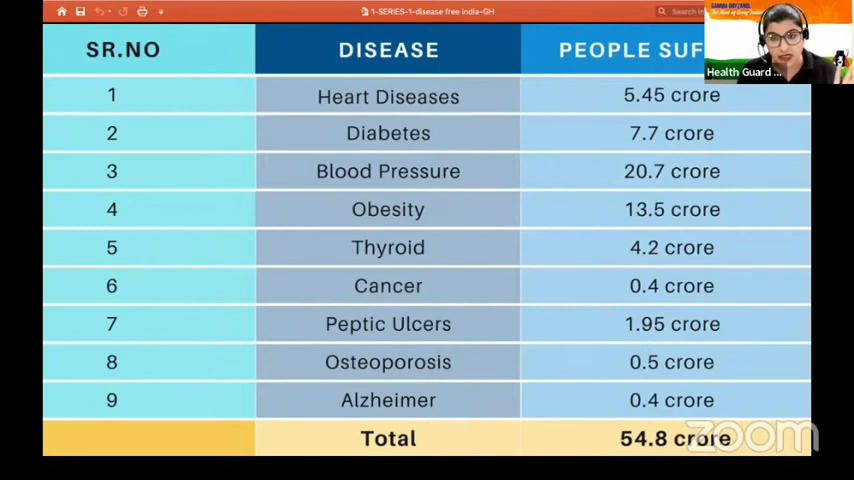 1-SERIES-1-disease free india-GH
Search in
SR.NO DISEASE PEOPLE SUF
Health Guard ...
1 Heart Diseases 5.45 crore
2 Diabetes 7.7 crore
3 Blood Pressure 20.7 crore
4 Obesity 13.5 crore
5 Thyroid 4.2 crore
6 Cancer 0.4 crore
7 Peptic Ulcers 1.95 crore
8 Osteoporosis 0.5 crore
9 Alzheimer 0.4 crore
Total 54.8 crore
zoom